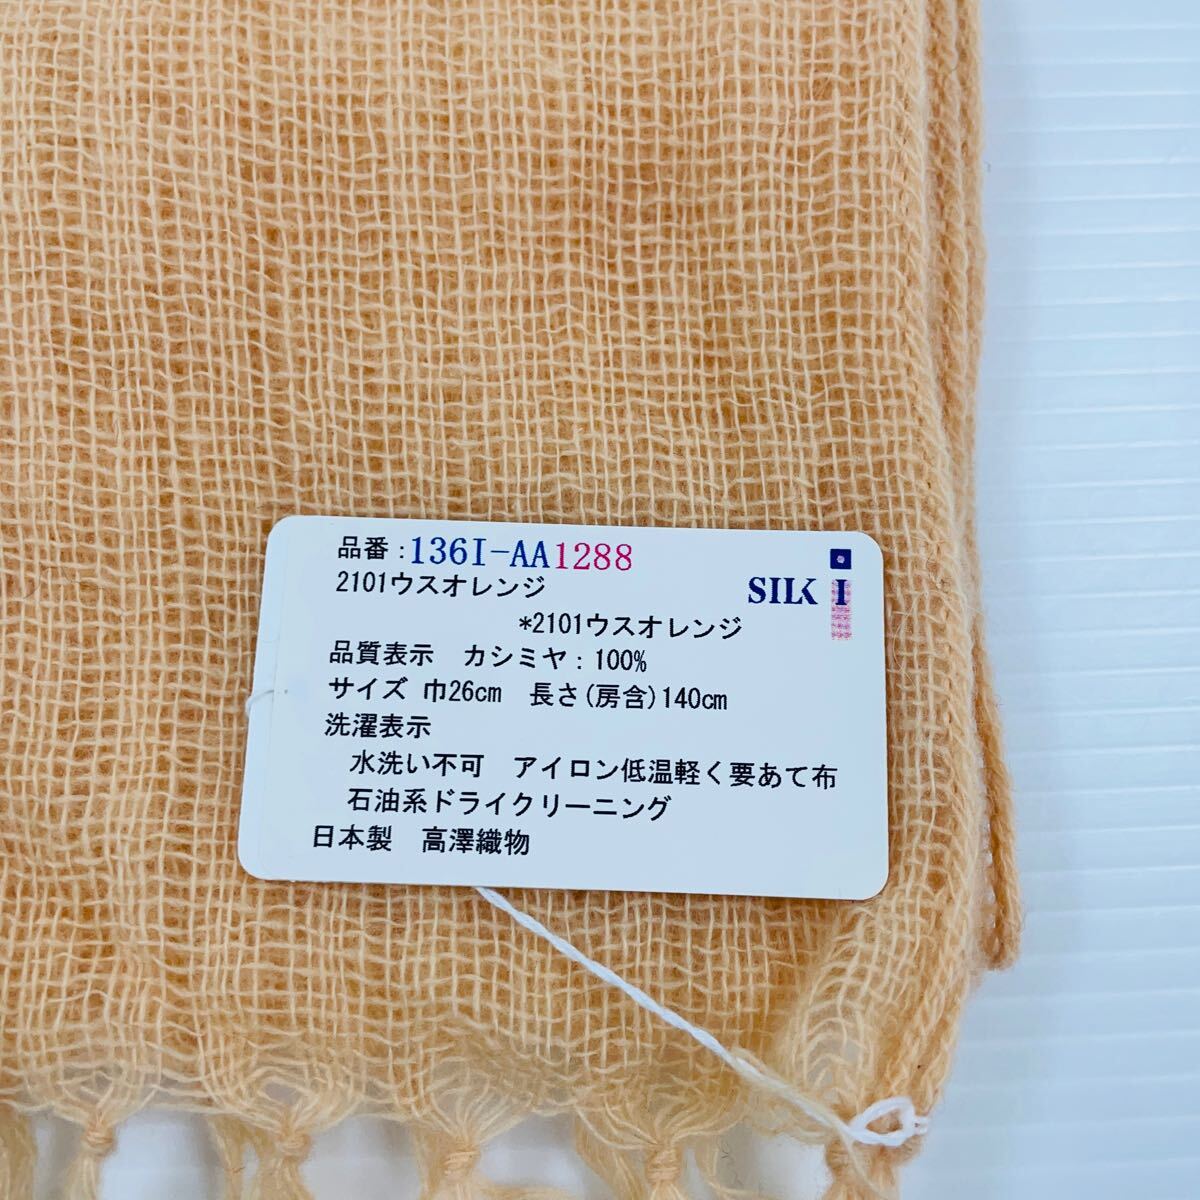 品番:136I-AA1288
2101ウスオレンジ
SILK I
*2101ウスオレンジ
品質表示 カシミヤ:100%
サイズ 巾26cm 長さ(房含)140cm
洗濯表示
水洗い不可 アイロン低温軽く要あて布
石油系ドライクリーニング
日本製 高澤織物